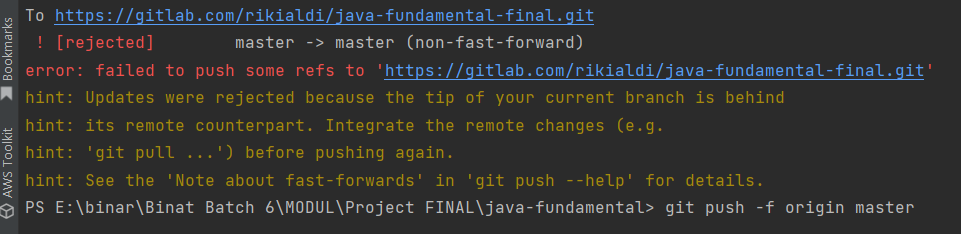 To https://gitlab.com/rikialdi/java-fundamental-final.git
! [rejected]        master -> master (non-fast-forward)
error: failed to push some refs to 'https://gitlab.com/rikialdi/java-fundamental-final.git'
hint: Updates were rejected because the tip of your current branch is behind
hint: its remote counterpart. Integrate the remote changes (e.g.
hint: 'git pull ...') before pushing again.
hint: See the 'Note about fast-forwards' in 'git push --help' for details.
PS E:\binar\Binat Batch 6\MODUL\Project FINAL\java-fundamental> git push -f origin master
Bookmarks
AWS Toolkit